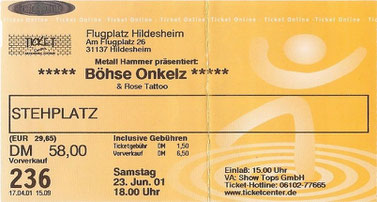 Ticket Online · Ticket Online · Ticket Online
TICKET
Flugplatz Hildesheim
Am Flugplatz 26
31137 Hildesheim
Metall Hammer präsentiert:
***** Böhse Onkelz *****
& Rose Tattoo
STEHPLATZ
(EUR 29,65)
DM 58,00
Vorverkauf
Inclusive Gebühren
Ticketgebühr DM 1,50
Vorverkauf DM 6,50
236
17.04.01 15.09
Samstag
23. Jun. 01
18.00 Uhr
Einlaß: 15.00 Uhr
VA: Show Tops GmbH
Ticket-Hotline: 08102-77665
www.ticketcenter.de